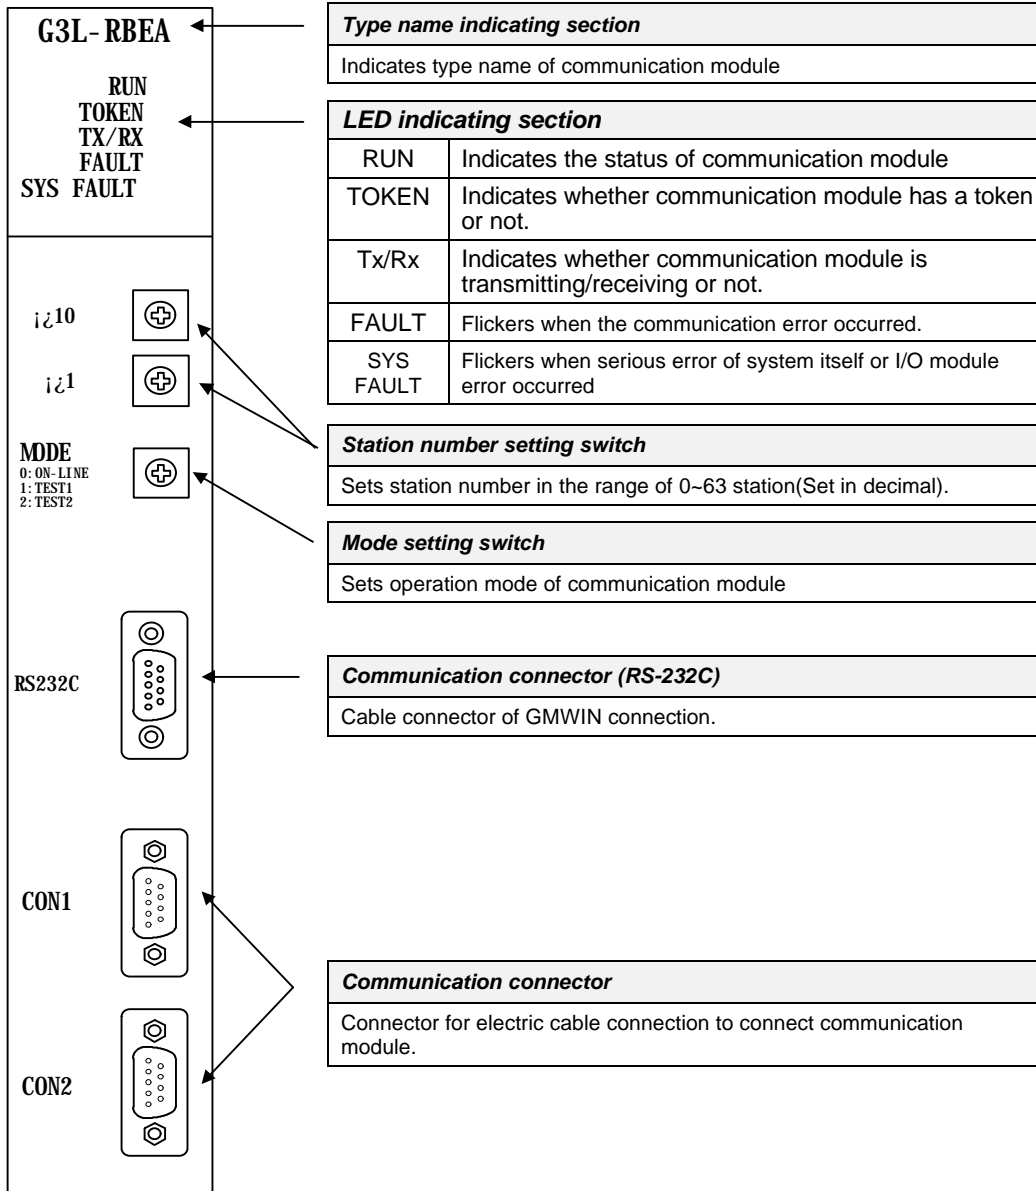 G3L-RBEA
RUN
TOKEN
TX/RX
FAULT
SYS FAULT
¡¿10
¡¿1
MODE
0:ON-LINE
1:TEST1
2:TEST2
RS232C
CON1
CON2
Type name indicating section
Indicates type name of communication module
LED indicating section
RUN Indicates the status of communication module
TOKEN Indicates whether communication module has a token
or not.
Tx/Rx Indicates whether communication module is
transmitting/receiving or not.
FAULT Flickers when the communication error occurred.
SYS Flickers when serious error of system itself or I/O module
FAULT error occurred
Station number setting switch
Sets station number in the range of 0~63 station(Set in decimal).
Mode setting switch
Sets operation mode of communication module
Communication connector (RS-232C)
Cable connector of GMWIN connection.
Communication connector
Connector for electric cable connection to connect communication
module.